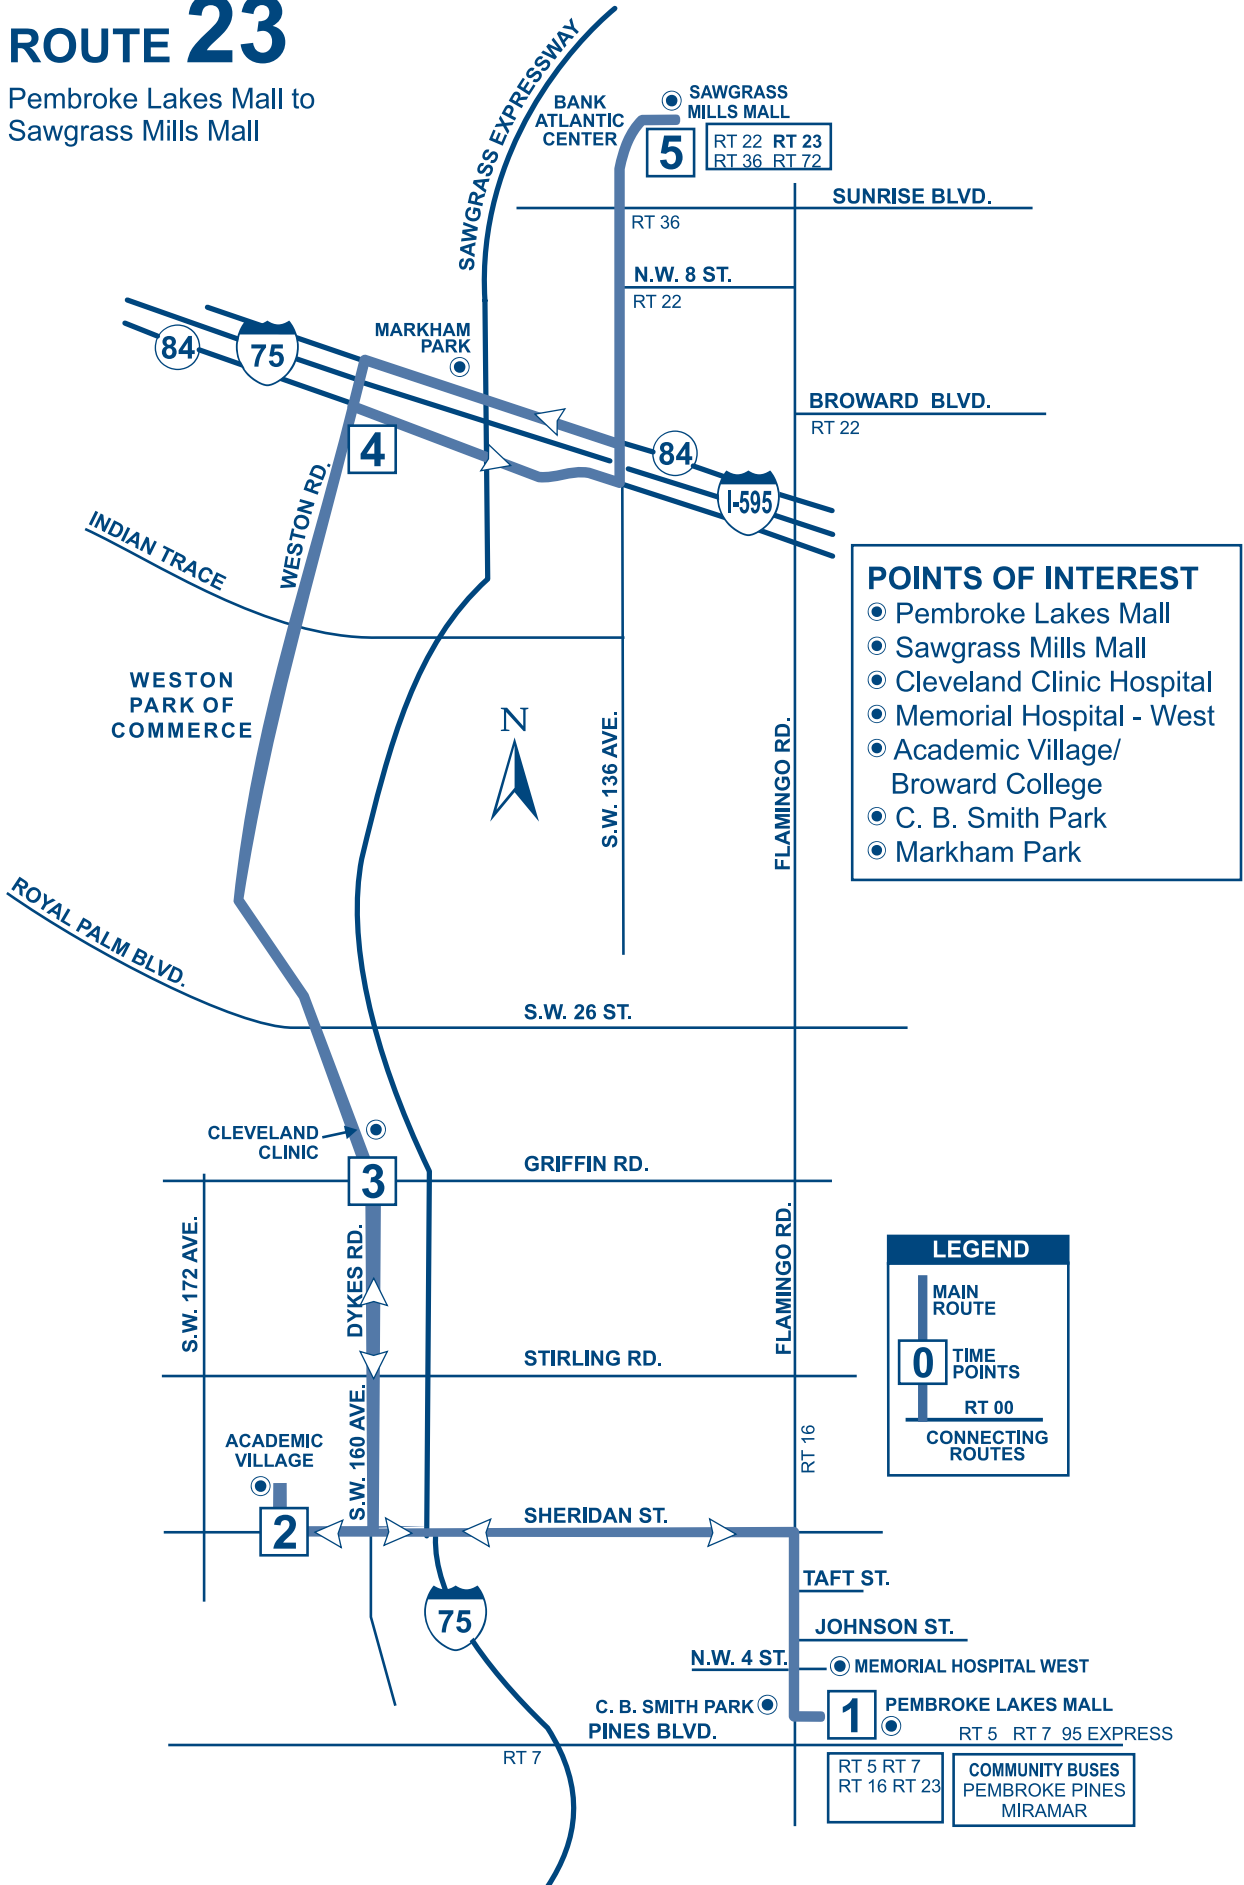 ROUTE 23
Pembroke Lakes Mall to
Sawgrass Mills Mall
SAWGRASS EXPRESSWAY
BANK
ATLANTIC
CENTER
SAWGRASS
MILLS MALL
5
RT 22 RT 23
RT 36 RT 72
SUNRISE BLVD.
RT 36
N.W. 8 ST.
RT 22
MARKHAM
PARK
84
75
BROWARD BLVD.
RT 22
4
84
I-595
WESTON RD.
INDIAN TRACE
WESTON
PARK OF
COMMERCE
N
S.W. 136 AVE.
FLAMINGO RD.
POINTS OF INTEREST
Pembroke Lakes Mall
Sawgrass Mills Mall
Cleveland Clinic Hospital
Memorial Hospital - West
Academic Village/
Broward College
C. B. Smith Park
Markham Park
ROYAL PALM BLVD.
S.W. 26 ST.
CLEVELAND
CLINIC
3
GRIFFIN RD.
S.W. 172 AVE.
DYKES RD.
FLAMINGO RD.
LEGEND
MAIN
ROUTE
0
TIME
POINTS
RT 00
CONNECTING
ROUTES
STIRLING RD.
S.W. 160 AVE.
RT 16
ACADEMIC
VILLAGE
2
SHERIDAN ST.
75
TAFT ST.
JOHNSON ST.
N.W. 4 ST.
MEMORIAL HOSPITAL WEST
C. B. SMITH PARK
1
PEMBROKE LAKES MALL
PINES BLVD.
RT 5 RT 7 95 EXPRESS
RT 7
RT 5 RT 7
RT 16 RT 23
COMMUNITY BUSES
PEMBROKE PINES
MIRAMAR